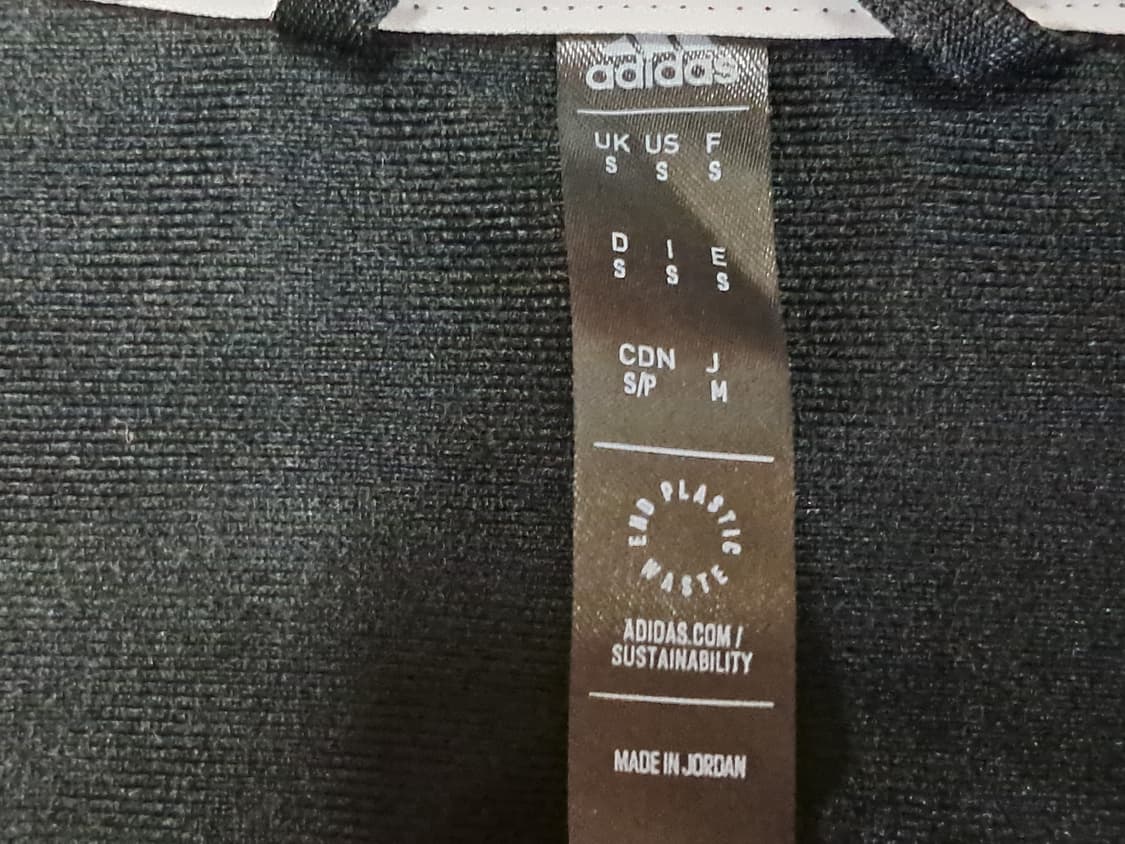 adidas
UK US F
S S S
D I E
S S S
CDN J
S/P M
END PLASTIC WASTE
ADIDAS.COM /
SUSTAINABILITY
MADE IN JORDAN